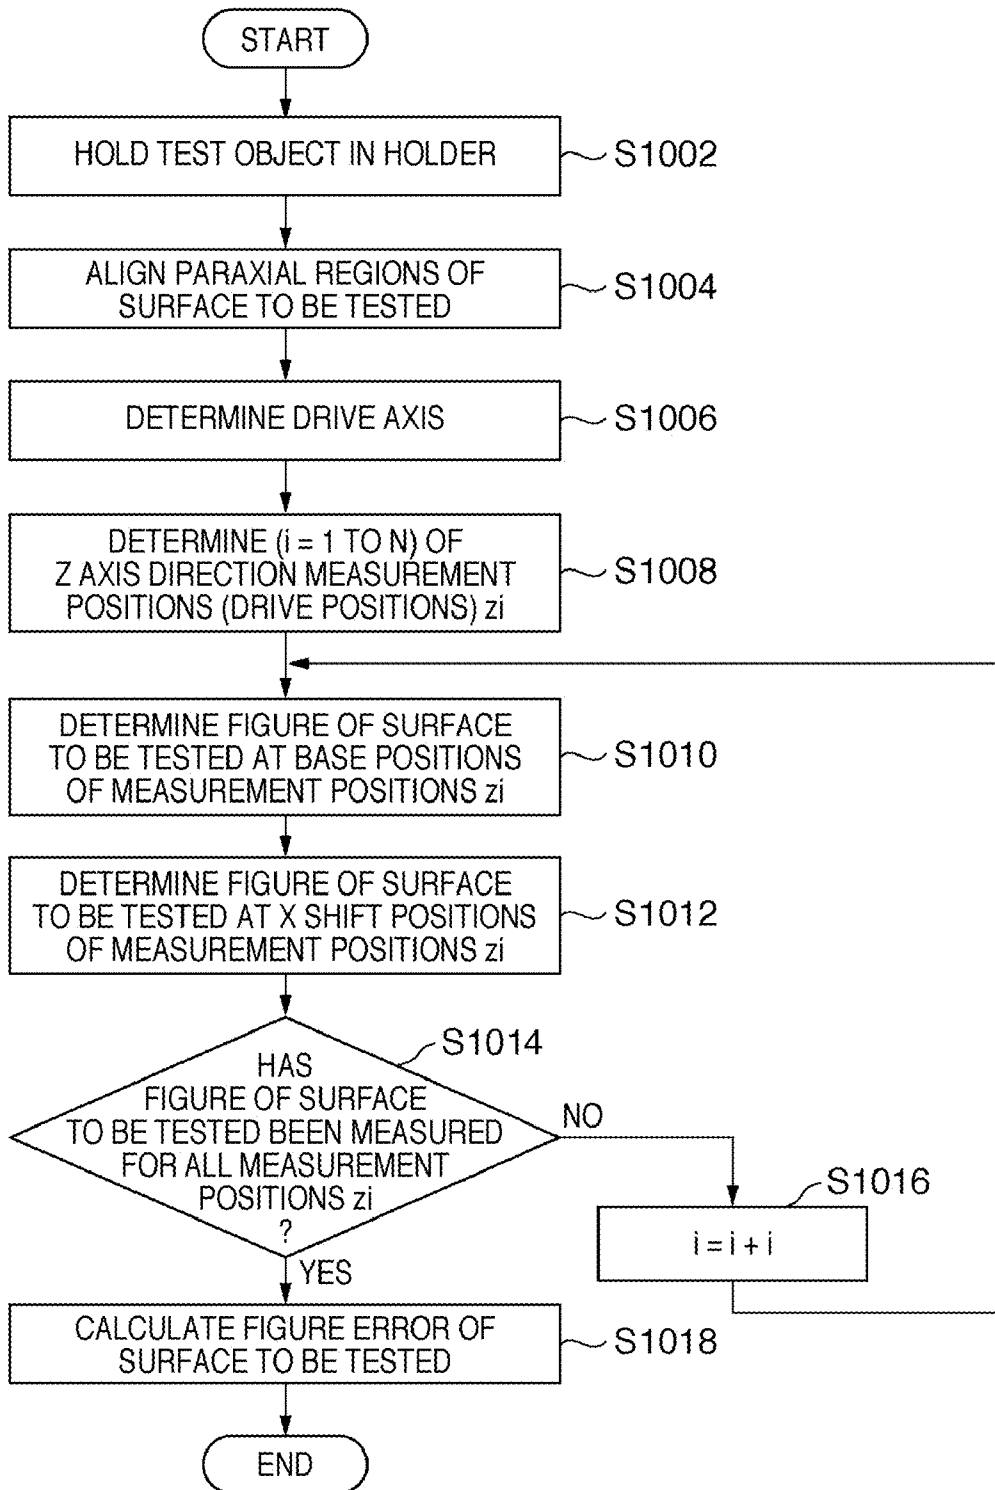 START
HOLD TEST OBJECT IN HOLDER
S1002
ALIGN PARAXIAL REGIONS OF
SURFACE TO BE TESTED
S1004
DETERMINE DRIVE AXIS
S1006
DETERMINE (i = 1 TO N) OF
Z AXIS DIRECTION MEASUREMENT
POSITIONS (DRIVE POSITIONS) zi
S1008
DETERMINE FIGURE OF SURFACE
TO BE TESTED AT BASE POSITIONS
OF MEASUREMENT POSITIONS zi
S1010
DETERMINE FIGURE OF SURFACE
TO BE TESTED AT X SHIFT POSITIONS
OF MEASUREMENT POSITIONS zi
S1012
S1014
HAS
FIGURE OF SURFACE
TO BE TESTED BEEN MEASURED
FOR ALL MEASUREMENT
POSITIONS zi
?
NO
S1016
i = i + i
YES
CALCULATE FIGURE ERROR OF
SURFACE TO BE TESTED
S1018
END